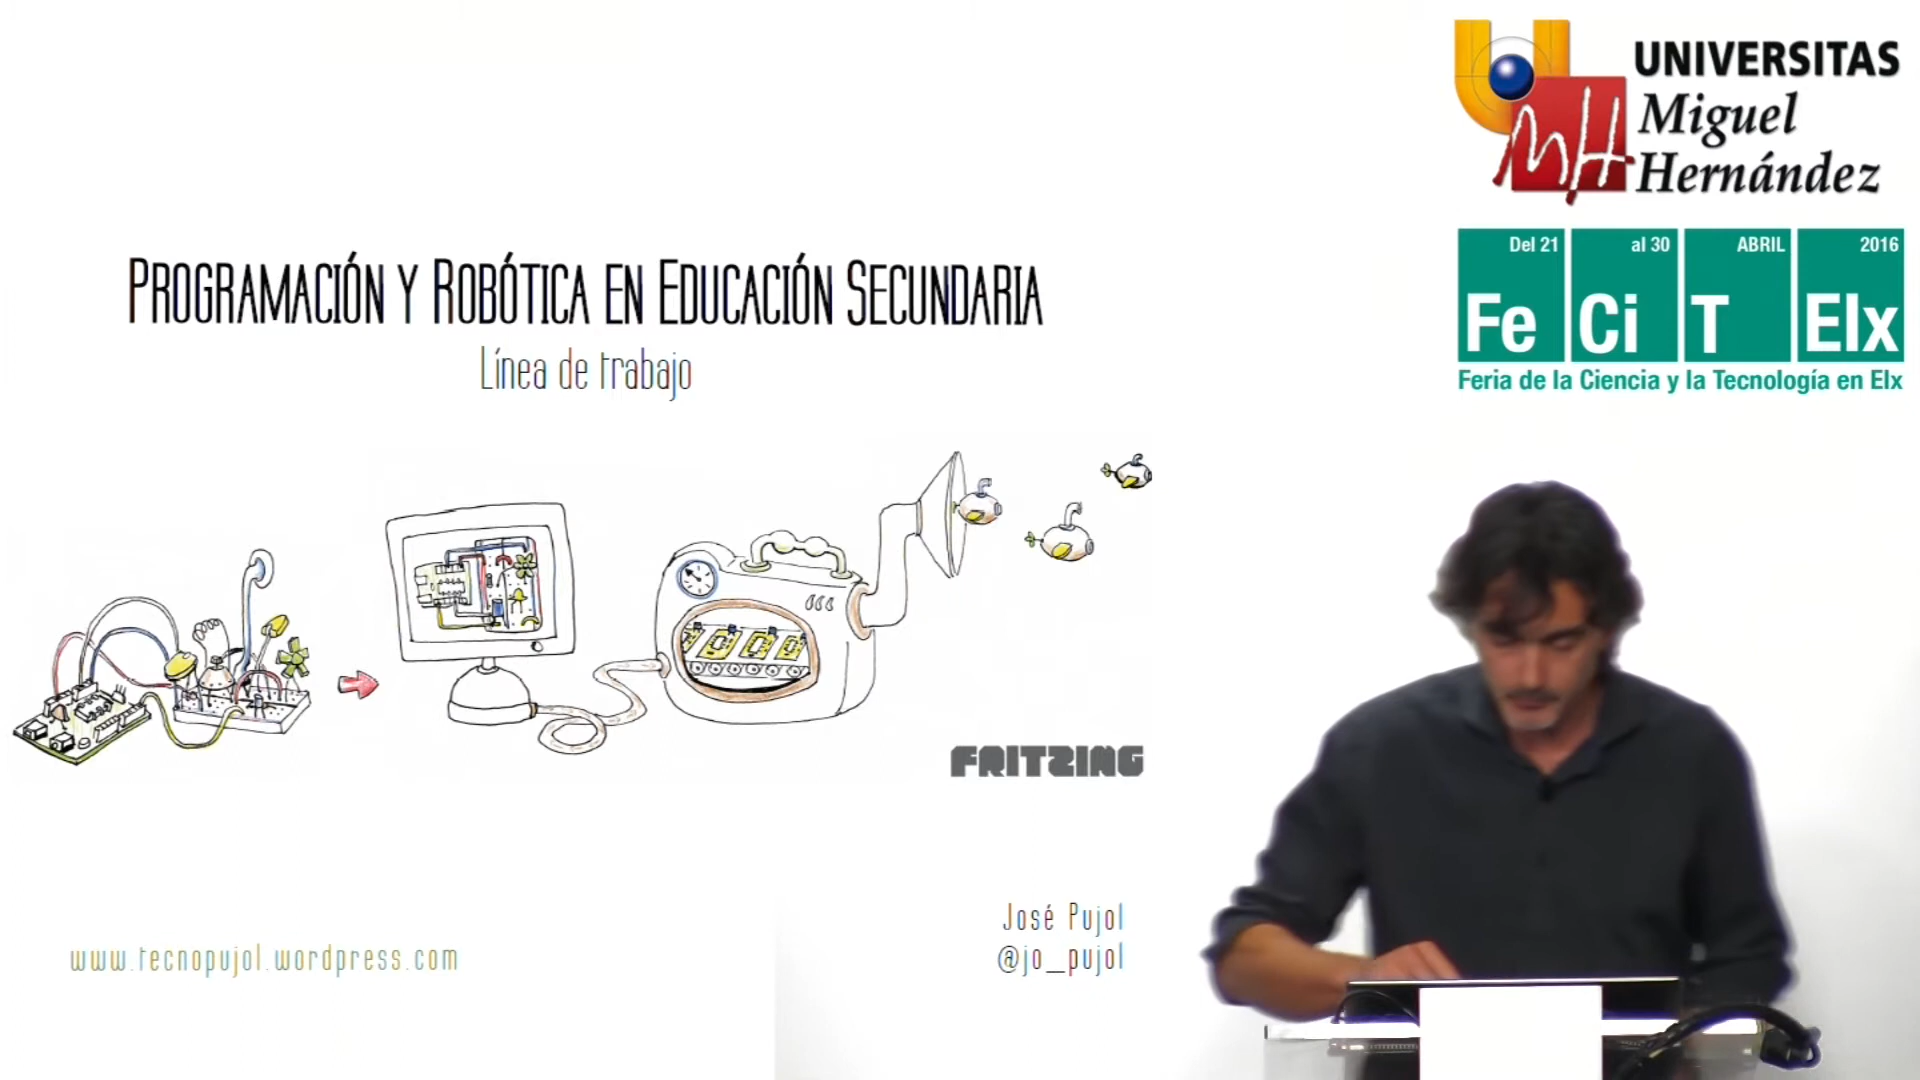 PROGRAMACIÓN Y ROBÓTICA EN EDUCACIÓN SECUNDARIA
Línea de trabajo
FRITZING
José Pujol
@jo_pujol
www.tecnopujol.wordpress.com
UNIVERSITAS
Miguel
Hernández
MH
Del 21 al 30 ABRIL 2016
Fe Ci T Elx
Feria de la Ciencia y la Tecnología en Elx